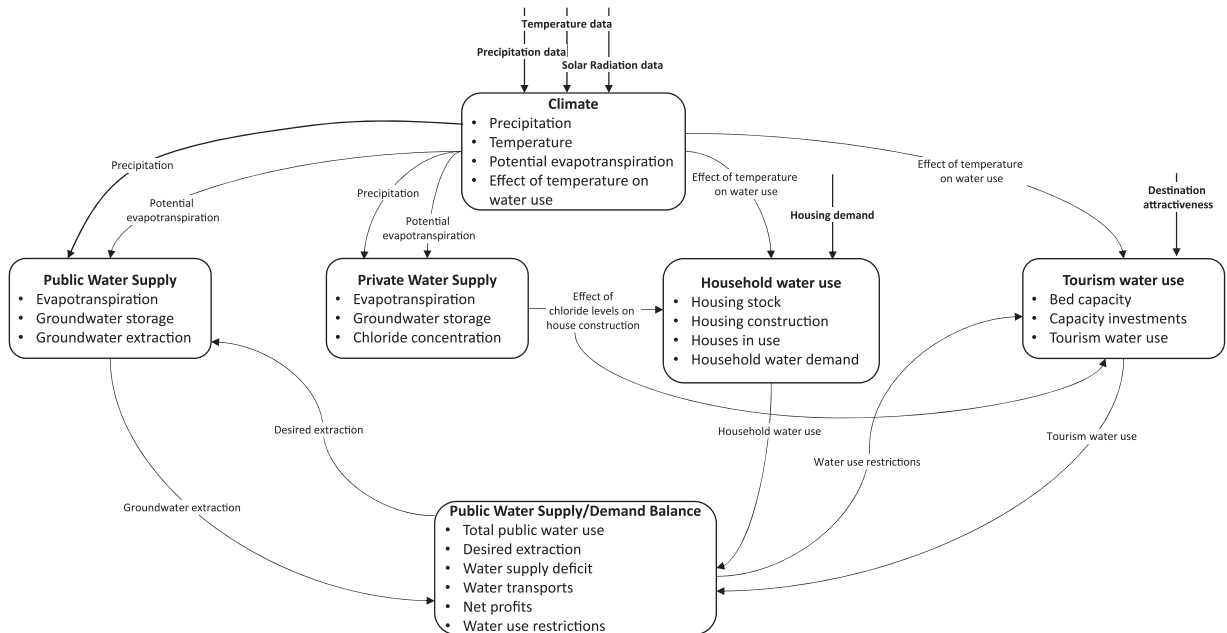 Temperature data
Precipitation data
Solar Radiation data
Climate
• Precipitation
• Temperature
• Potential evapotranspiration
• Effect of temperature on
water use
Precipitation
Potential
evapotranspiration
Precipitation
Potential
evapotranspiration
Effect of temperature
on water use
Housing demand
Effect of temperature
on water use
Destination
attractiveness
Public Water Supply
• Evapotranspiration
• Groundwater storage
• Groundwater extraction
Private Water Supply
• Evapotranspiration
• Groundwater storage
• Chloride concentration
Effect of
chloride levels on
house construction
Household water use
• Housing stock
• Housing construction
• Houses in use
• Household water demand
Tourism water use
• Bed capacity
• Capacity investments
• Tourism water use
Desired extraction
Household water use
Water use restrictions
Tourism water use
Groundwater extraction
Public Water Supply/Demand Balance
• Total public water use
• Desired extraction
• Water supply deficit
• Water transports
• Net profits
• Water use restrictions